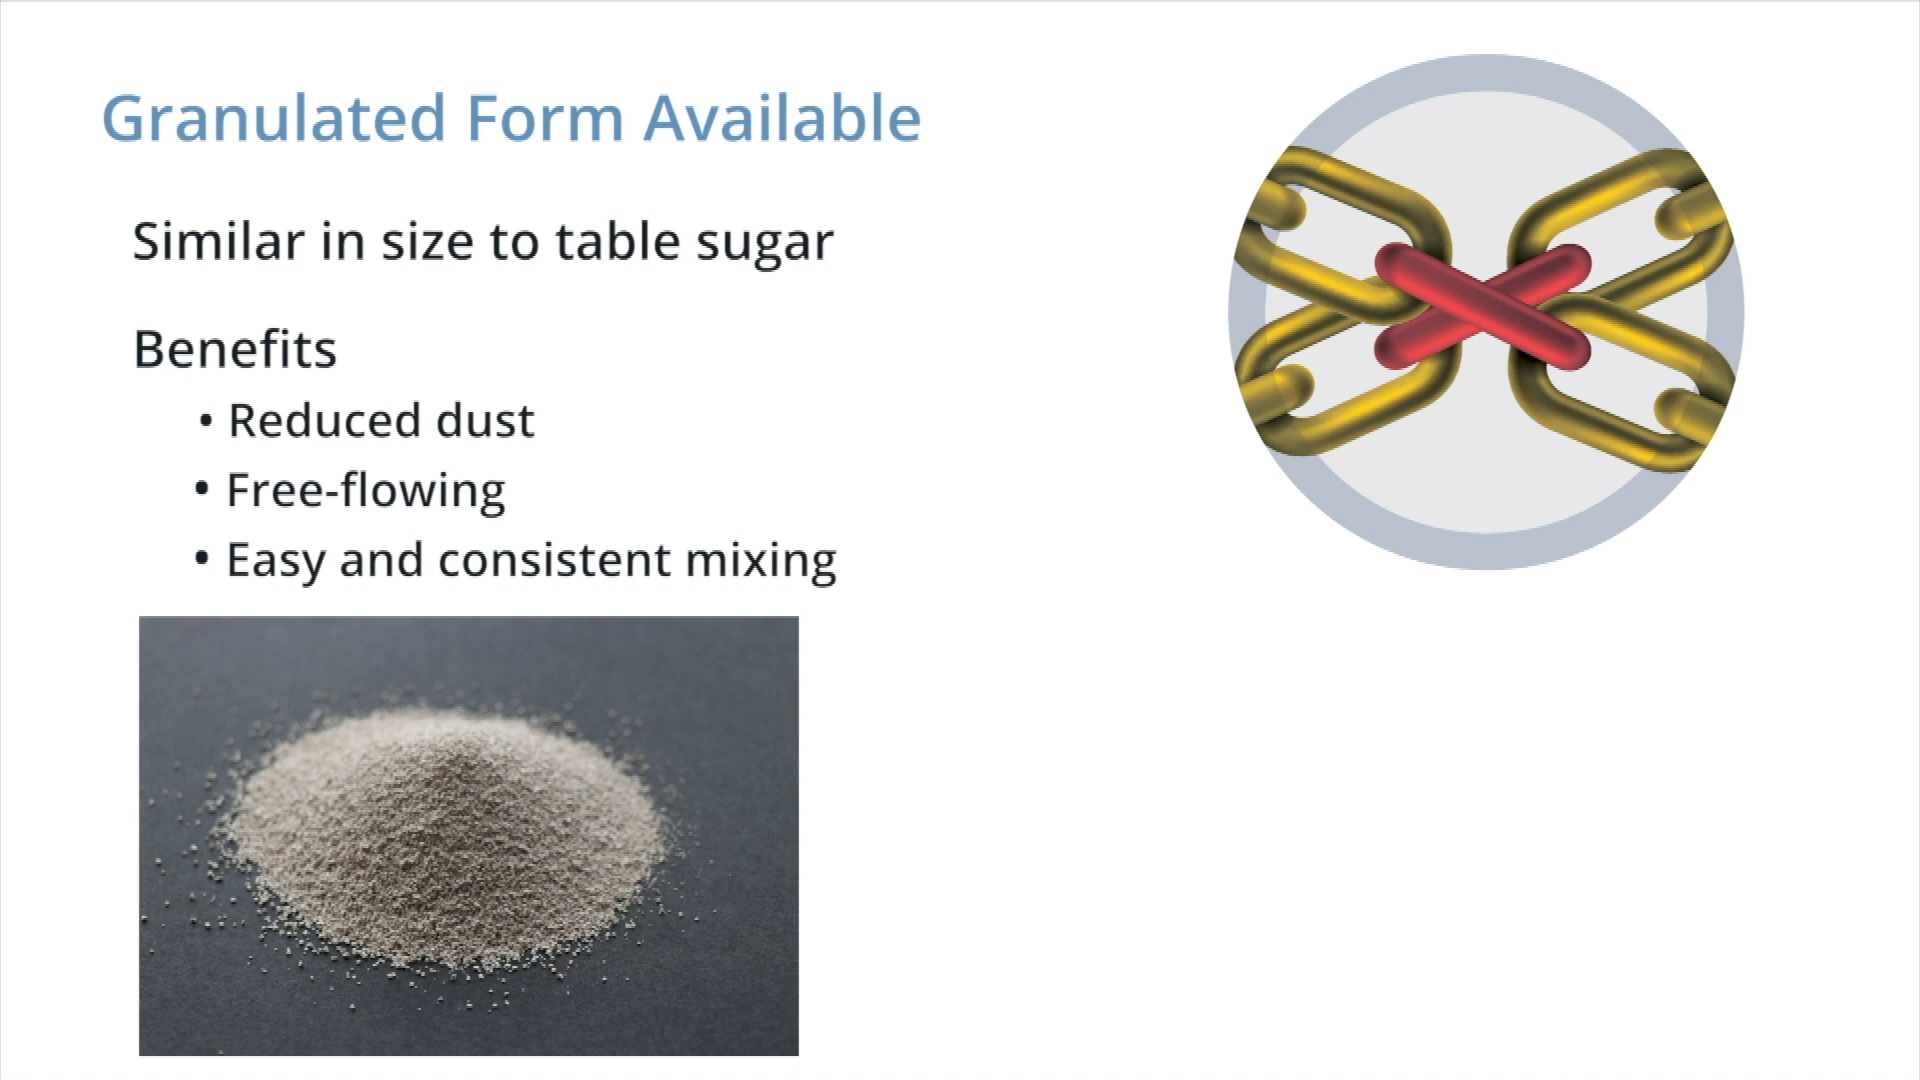 Granulated Form Available
Similar in size to table sugar
Benefits
• Reduced dust
• Free-flowing
• Easy and consistent mixing